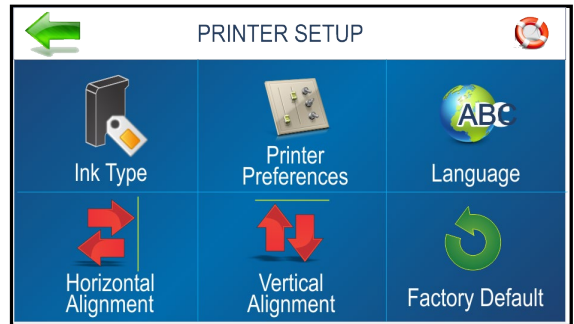 PRINTER SETUP
Ink Type
Printer
Preferences
ABC
Language
Horizontal
Alignment
Vertical
Alignment
Factory Default